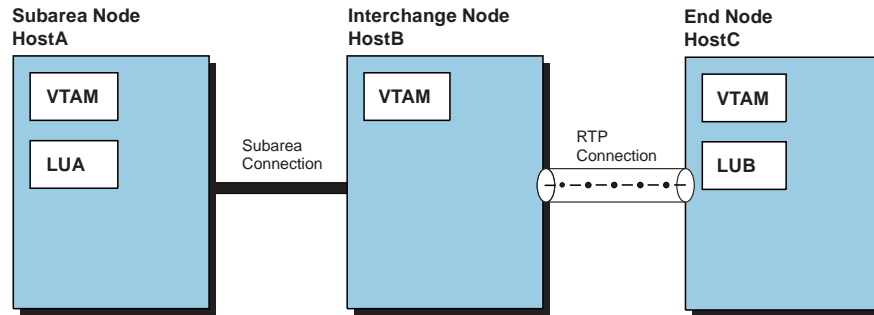 Subarea Node
HostA
Interchange Node
HostB
End Node
HostC
VTAM
LUA
Subarea
Connection
VTAM
RTP
Connection
VTAM
LUB